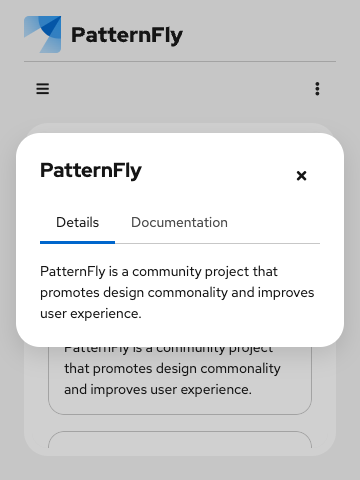 PatternFly
PatternFly
Details Documentation
PatternFly is a community project that
promotes design commonality and improves
user experience.
PatternFly is a community project
that promotes design commonality
and improves user experience.